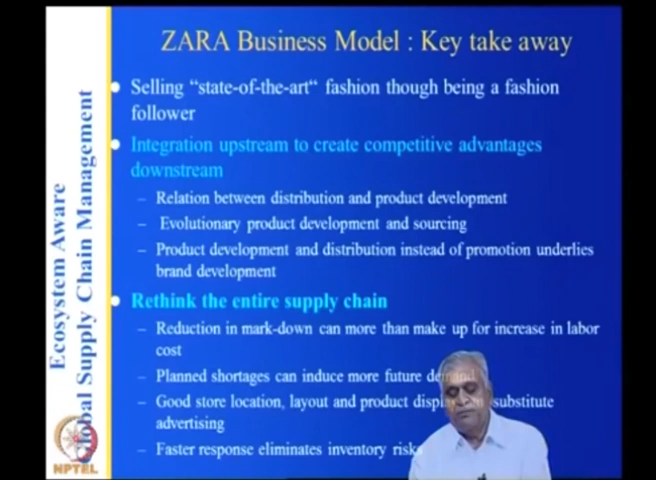 ZARA Business Model : Key take away
Selling “state-of-the-art“ fashion though being a fashion
follower
Integration upstream to create competitive advantages
downstream
– Relation between distribution and product development
– Evolutionary product development and sourcing
– Product development and distribution instead of promotion underlies
brand development
Rethink the entire supply chain
– Reduction in mark-down can more than make up for increase in labor
cost
– Planned shortages can induce more future
– Good store location, layout and product substitute
advertising
– Faster response eliminates inventory risks
Ecosystem Aware
Global Supply Chain Management
NPTEL